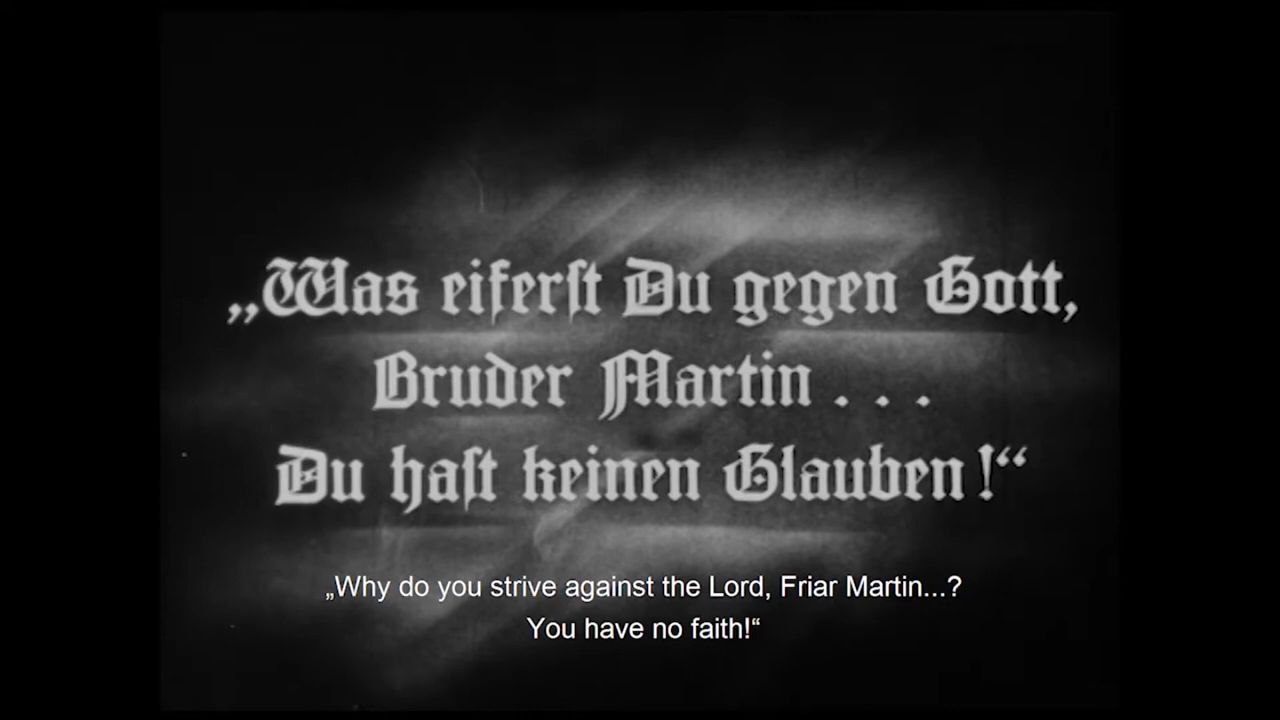 „Was eiferſt Du gegen Gott,
Bruder Martin . . .
Du haſt keinen Glauben!“
„Why do you strive against the Lord, Friar Martin...?
You have no faith!“